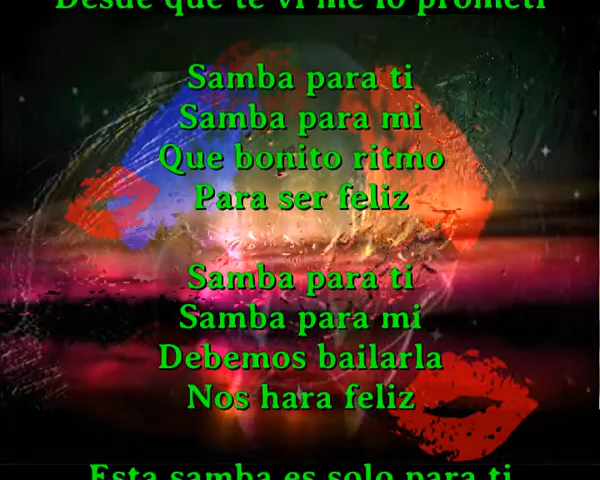 Desde que te vi me lo prometi
Samba para ti
Samba para mi
Que bonito ritmo
Para ser feliz
Samba para ti
Samba para mi
Debemos bailarla
Nos hara feliz
Esta samba es solo para ti